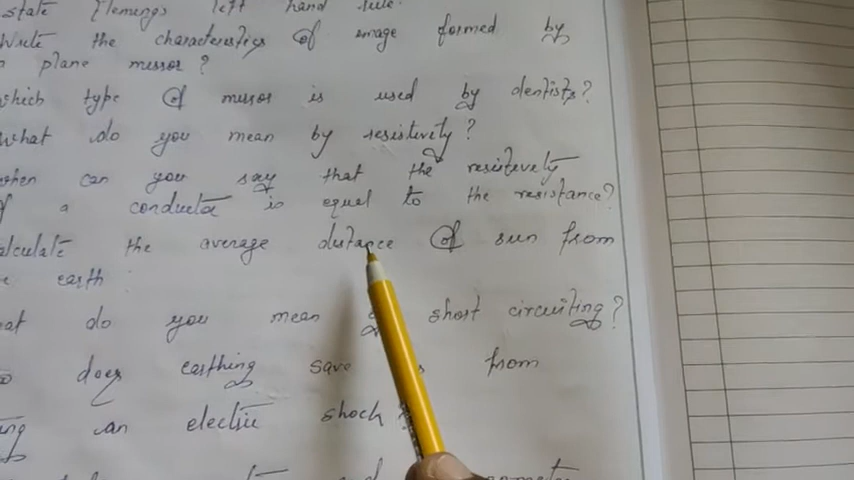 state Flemings left hand rule.
Write the characteristics of image formed by
a plane mirror ?
which type of mirror is used by dentists?
What do you mean by resistivity ?
when can you say that the resistivity
of a conductor is equal to the resistance?
alculate the average distance of sun from
e earth
at do you mean short circuiting ?
does earthing save from
ng an electric shock